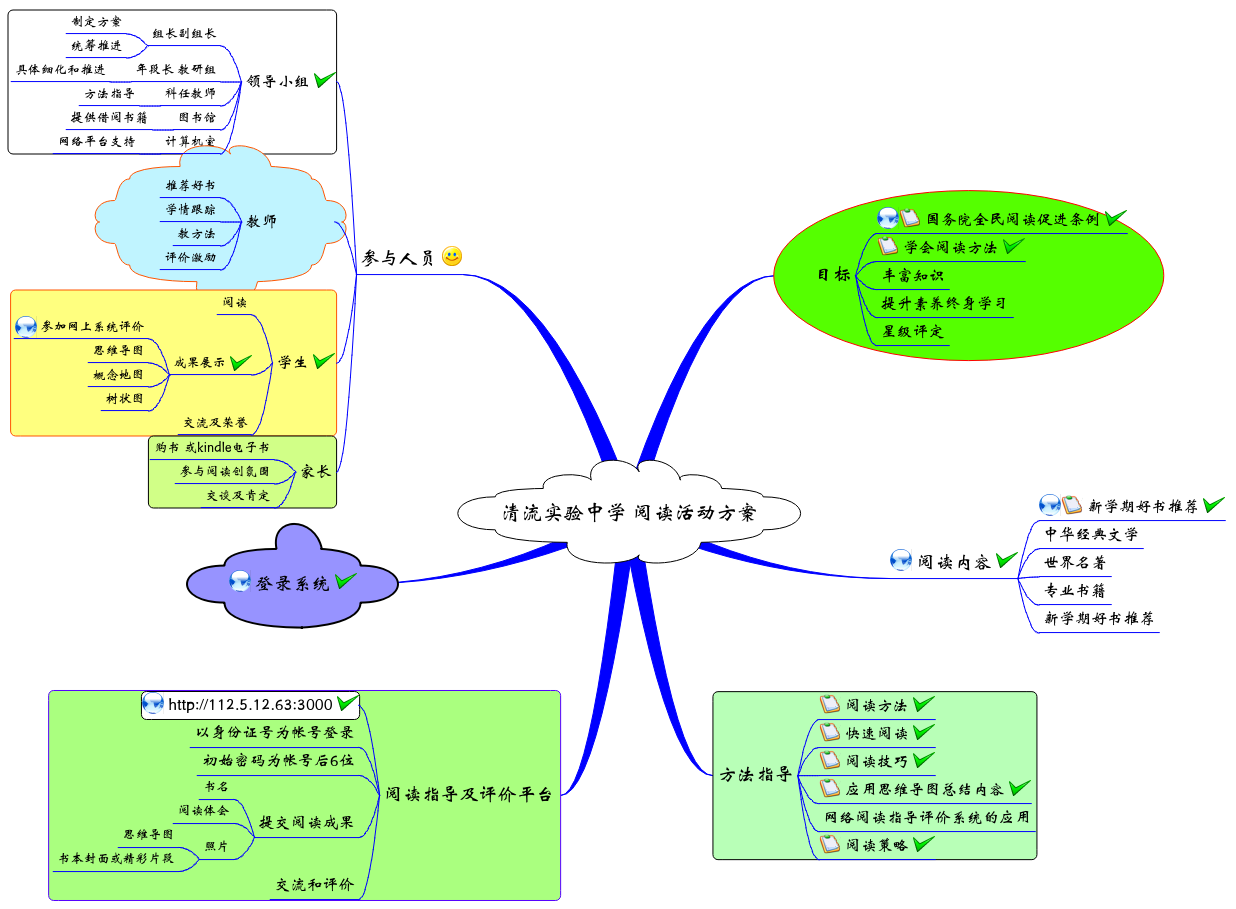 清流实验中学 阅读活动方案
参与人员
领导小组
组长副组长
制定方案
统筹推进
年段长 教研组
具体细化和推进
科任教师
方法指导
图书馆
提供借阅书籍
计算机室
网络平台支持
教师
推荐好书
学情跟踪
教方法
评价激励
学生
阅读
成果展示
参加网上系统评价
思维导图
概念地图
树状图
交流及荣誉
家长
购书 或kindle电子书
参与阅读创氛围
交谈及肯定
登录系统
阅读指导及评价平台
http://112.5.12.63:3000
以身份证号为帐号登录
初始密码为帐号后6位
提交阅读成果
书名
阅读体会
照片
思维导图
书本封面或精彩片段
交流和评价
目标
国务院全民阅读促进条例
学会阅读方法
丰富知识
提升素养终身学习
星级评定
阅读内容
新学期好书推荐
中华经典文学
世界名著
专业书籍
新学期好书推荐
方法指导
阅读方法
快速阅读
阅读技巧
应用思维导图总结内容
网络阅读指导评价系统的应用
阅读策略